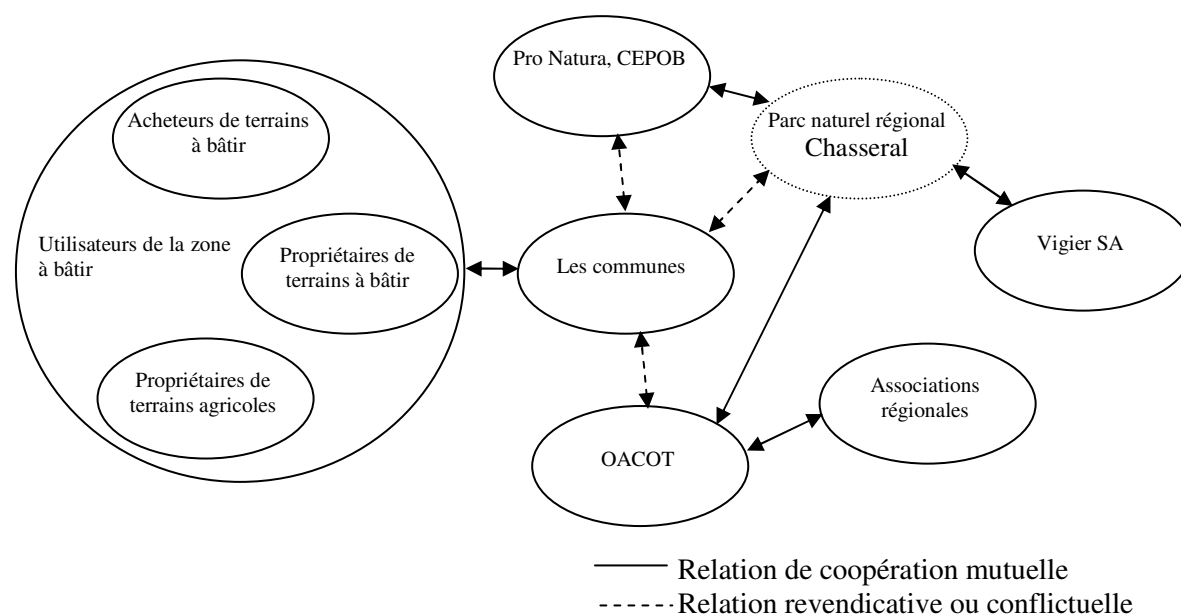 Pro Natura, CEPOB
Acheteurs de terrains
à bâtir
Parc naturel régional
Chasseral
Utilisateurs de la zone
à bâtir
Propriétaires de
terrains à bâtir
Les communes
Vigier SA
Propriétaires de
terrains agricoles
Associations
régionales
OACOT
Relation de coopération mutuelle
Relation revendicative ou conflictuelle